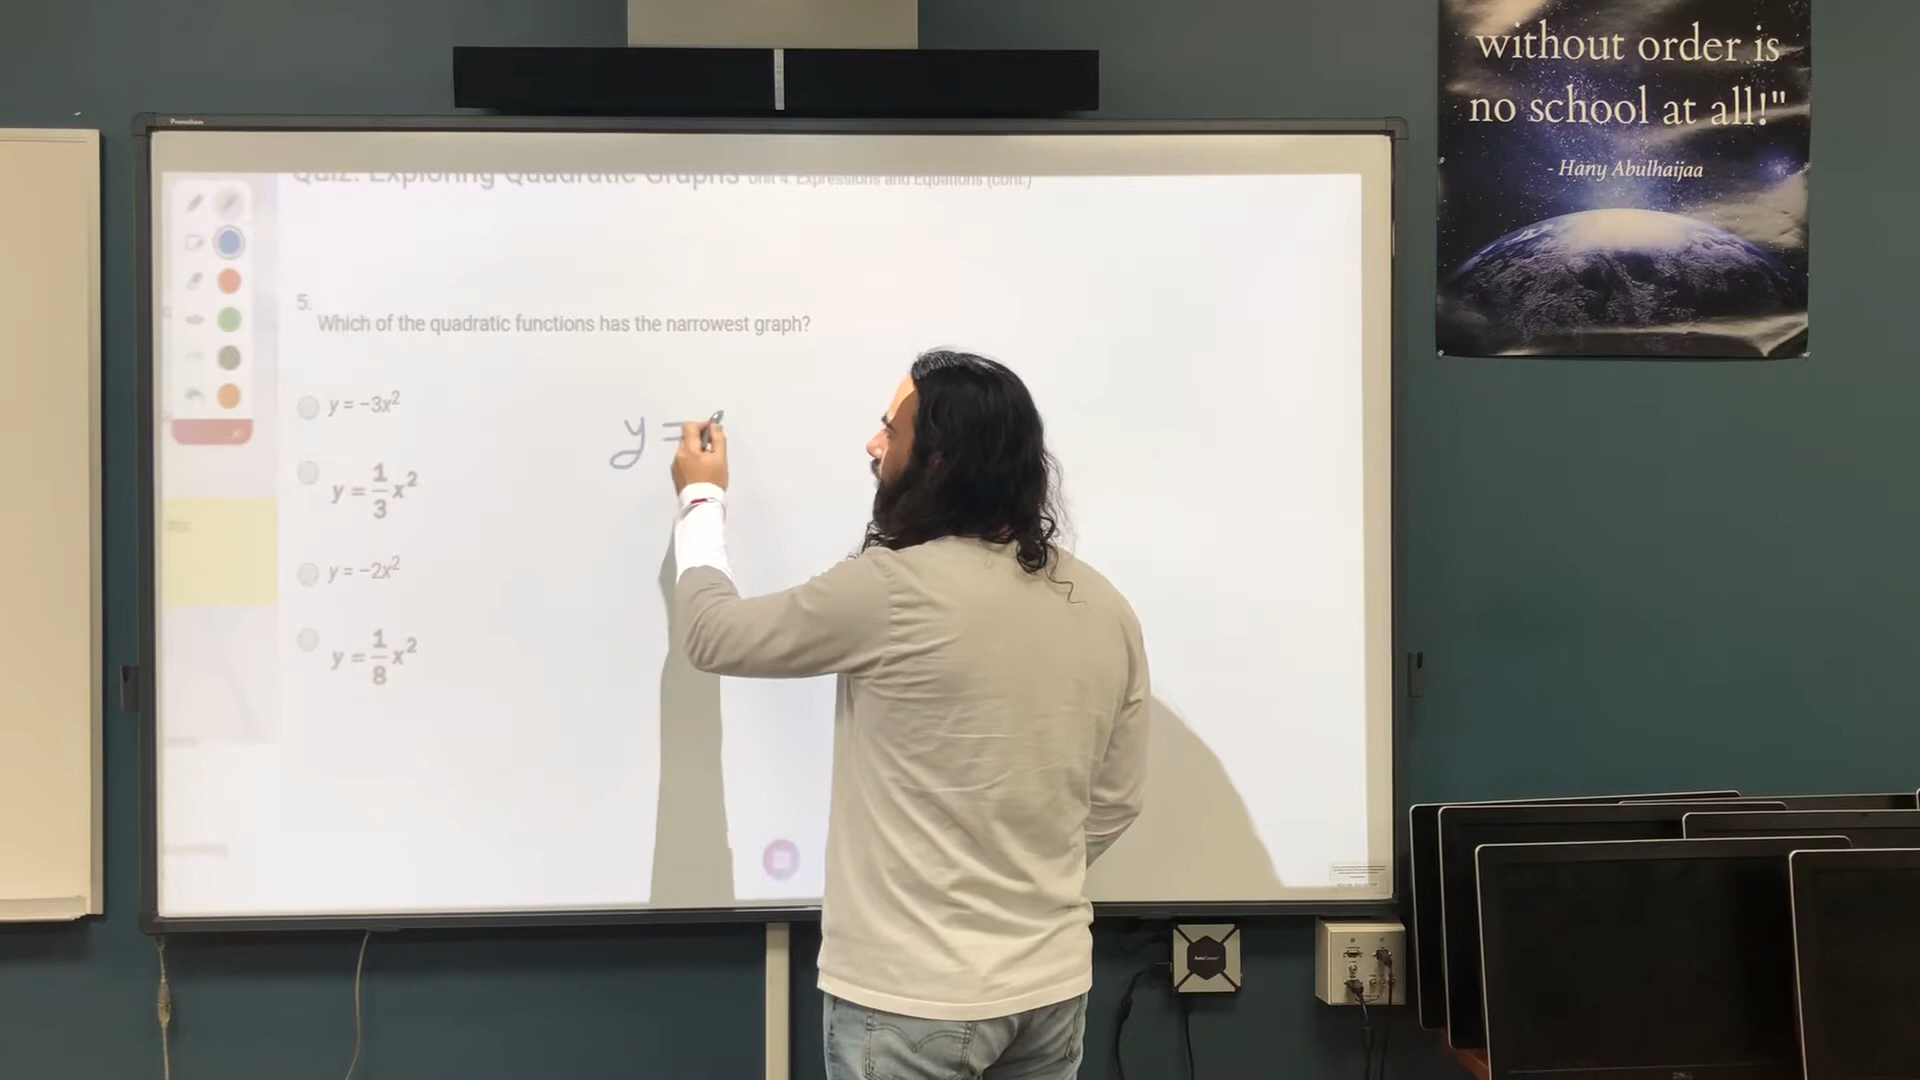 without order is
no school at all!"
- Hany Abulhaijaa
Promethean
Quiz: Exploring Quadratic Graphs Unit 4: Expressions and Equations (cont.)
5.
Which of the quadratic functions has the narrowest graph?
y = -3x²
y = 1/3 x²
y = -2x²
y = 1/8 x²
y =